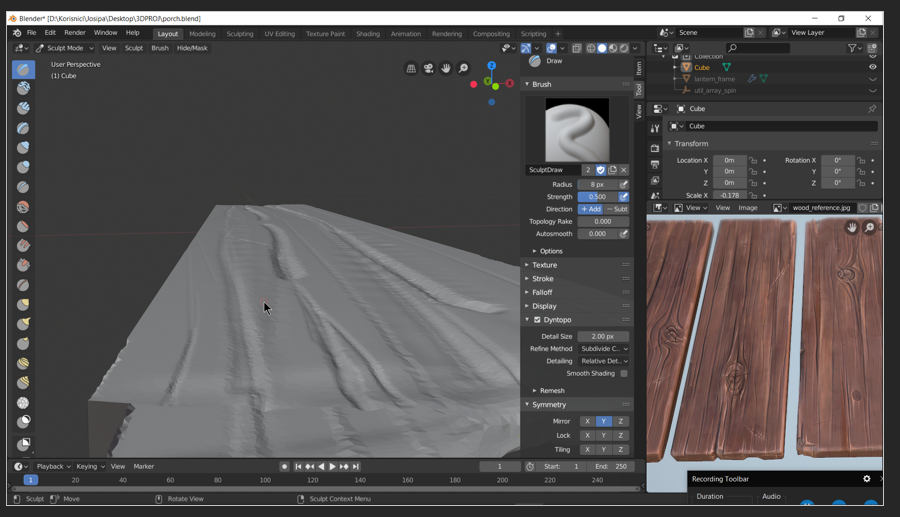 Blender* [D:\Korisnici\Josipa\Desktop\3DPROJ\porch.blend]
File Edit Render Window Help Layout Modeling Sculpting UV Editing Texture Paint Shading Animation Rendering Compositing Scripting + Scene View Layer
Sculpt Mode View Sculpt Brush Hide/Mask
User Perspective
(1) Cube
X
Y
Z
Draw
Brush
SculptDraw 2
Radius 8 px
Strength 0.500
Direction + Add − Subt
Topology Rake 0.000
Autosmooth 0.000
Options
Texture
Stroke
Falloff
Display
Dyntopo
Detail Size 2.00 px
Refine Method Subdivide C..
Detailing Relative Det..
Smooth Shading
Remesh
Symmetry
Mirror X Y Z
Lock X Y Z
Tiling X Y Z
Item
Tool
View
Collection
Cube
lantern_frame
util_array_spin
Cube
Cube
Transform
Location X 0m Rotation X 0°
Y 0m Y 0°
Z 0m Z 0°
Scale X -0.178
View View Image wood_reference.jpg
Playback Keying View Marker 1 Start: 1 End: 250
1 20 40 60 80 100 120 140 160 180 200 220 240
Sculpt Move Rotate View Sculpt Context Menu
Recording Toolbar
Duration Audio